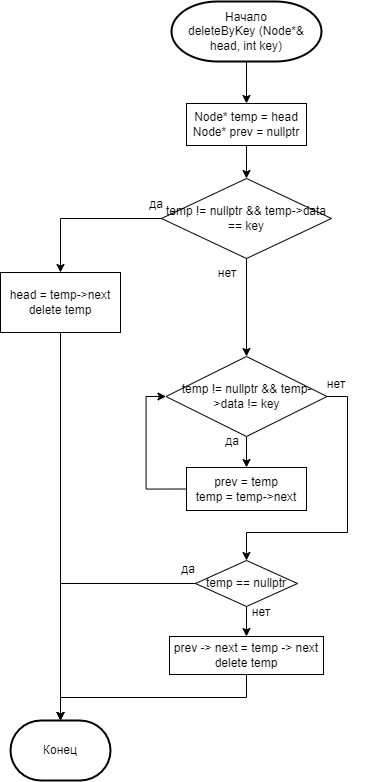 Начало
deleteByKey (Node*&
head, int key)
Node* temp = head
Node* prev = nullptr
да
temp != nullptr && temp->data
== key
нет
head = temp->next
delete temp
temp != nullptr && temp-
>data != key
нет
да
prev = temp
temp = temp->next
да
temp == nullptr
нет
prev -> next = temp -> next
delete temp
Конец